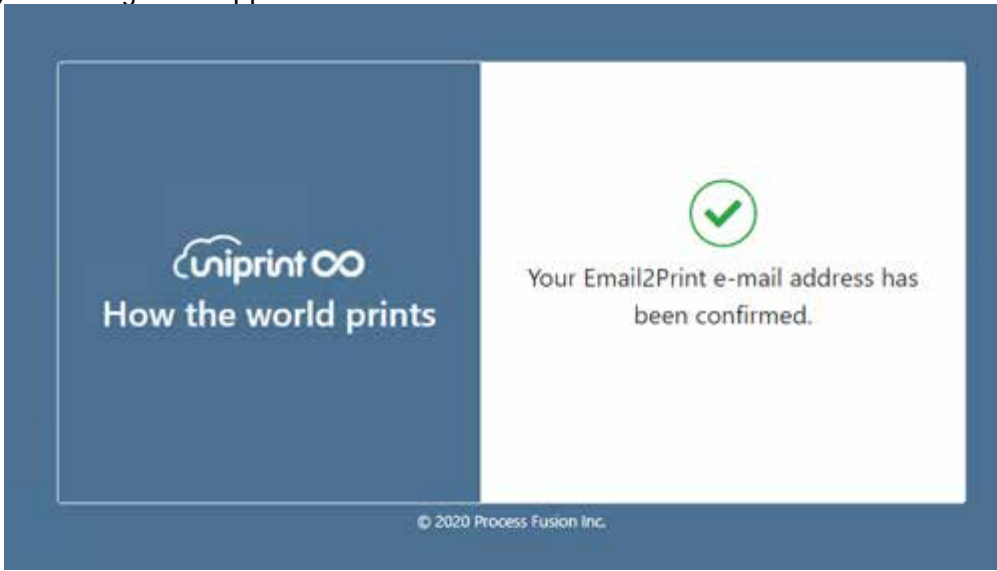 uniprint ∞
How the world prints
Your Email2Print e-mail address has
been confirmed.
© 2020 Process Fusion Inc.